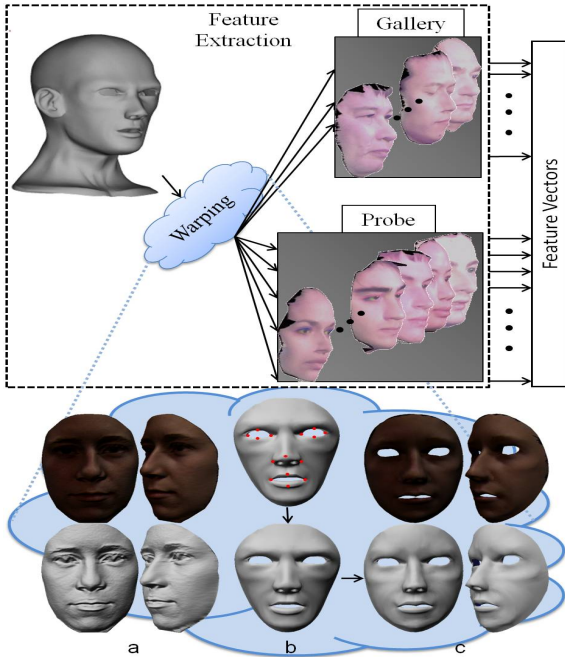 Feature
Extraction
Gallery
Warping
Probe
Feature Vectors
a
b
c